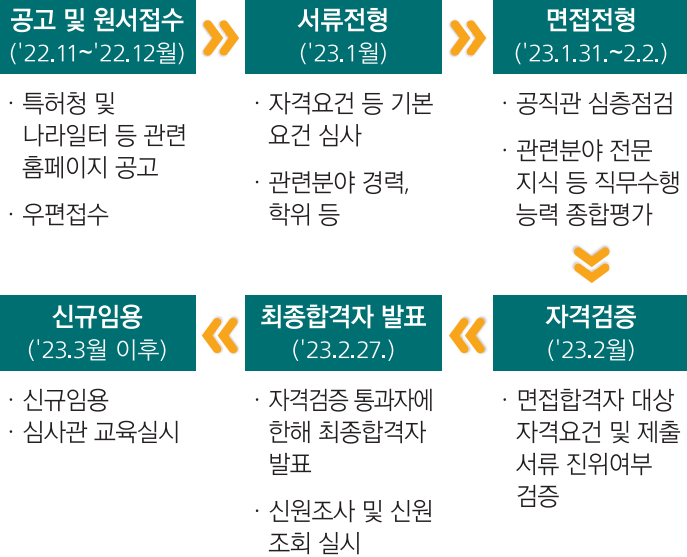 공고 및 원서접수
('22.11~'22.12월)
· 특허청 및
나라일터 등 관련
홈페이지 공고
· 우편접수
서류전형
('23.1월)
· 자격요건 등 기본
요건 심사
· 관련분야 경력,
학위 등
면접전형
('23.1.31.~2.2.)
· 공직관 심층점검
· 관련분야 전문
지식 등 직무수행
능력 종합평가
자격검증
('23.2월)
· 면접합격자 대상
자격요건 및 제출
서류 진위여부
검증
최종합격자 발표
('23.2.27.)
· 자격검증 통과자에
한해 최종합격자
발표
· 신원조사 및 신원
조회 실시
신규임용
('23.3월 이후)
· 신규임용
· 심사관 교육실시